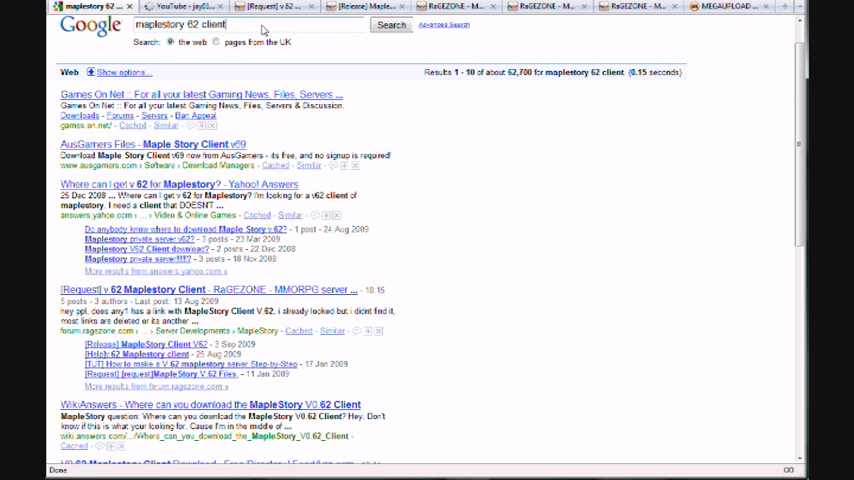 maplestory 62 ...
YouTube - jay01...
[Request] v.62 ...
[Release] Maple...
RaGEZONE - M...
RaGEZONE - M...
RaGEZONE - M...
MEGAUPLOAD ...
Google
maplestory 62 client
Search
Advanced Search
Search: the web pages from the UK
Web Show options... Results 1 - 10 of about 62,700 for maplestory 62 client. (0.15 seconds)
Games On Net :: For all your latest Gaming News, Files, Servers ...
Games On Net :: For all your latest Gaming News, Files, Servers & Discussion.
Downloads - Forums - Servers - Ban Appeal
games.on.net/ - Cached - Similar -
AusGamers Files - Maple Story Client v69
Download Maple Story Client v69 now from AusGamers - its free, and no signup is required!
www.ausgamers.com › Software › Download Managers - Cached - Similar -
Where can I get v 62 for Maplestory? - Yahoo! Answers
25 Dec 2008 ... Where can I get v 62 for Maplestory? I'm looking for a v62 client of
maplestory. I need a client that DOESN'T ...
answers.yahoo.com › ... › Video & Online Games - Cached - Similar -
Do anybody know where to download Maple Story v.62? - 1 post - 24 Aug 2009
Maplestory private server v62? - 3 posts - 23 Mar 2009
Maplestory V62 Client download? - 2 posts - 22 Dec 2008
Maplestory private server!!!!!!? - 3 posts - 18 Nov 2008
More results from answers.yahoo.com »
[Request] v.62 Maplestory Client - RaGEZONE - MMORPG server ... - 10:15
5 posts - 3 authors - Last post: 13 Aug 2009
hey ppl, does any1 has a link with MapleStory Client V.62, i already looked but i didnt find it,
most links are deleted or its another ...
forum.ragezone.com › ... › Server Developments › MapleStory - Cached - Similar -
[Release] MapleStory Client V62 - 3 Sep 2009
[Help]: 62 Maplestory client - 25 Aug 2009
[TUT] How to make a V.62 maplestory server Step-by-Step - 17 Jan 2009
[Request] [request]MapleStory V.62 Files. - 11 Jan 2009
More results from forum.ragezone.com »
WikiAnswers - Where can you download the MapleStory V0.62 Client
MapleStory question: Where can you download the MapleStory V0.62 Client? Hey. Don't
know if this is what your looking for. Cause I'm in the middle of ...
wiki.answers.com/.../Where_can_you_download_the_MapleStory_V0.62_Client -
Cached -
Done